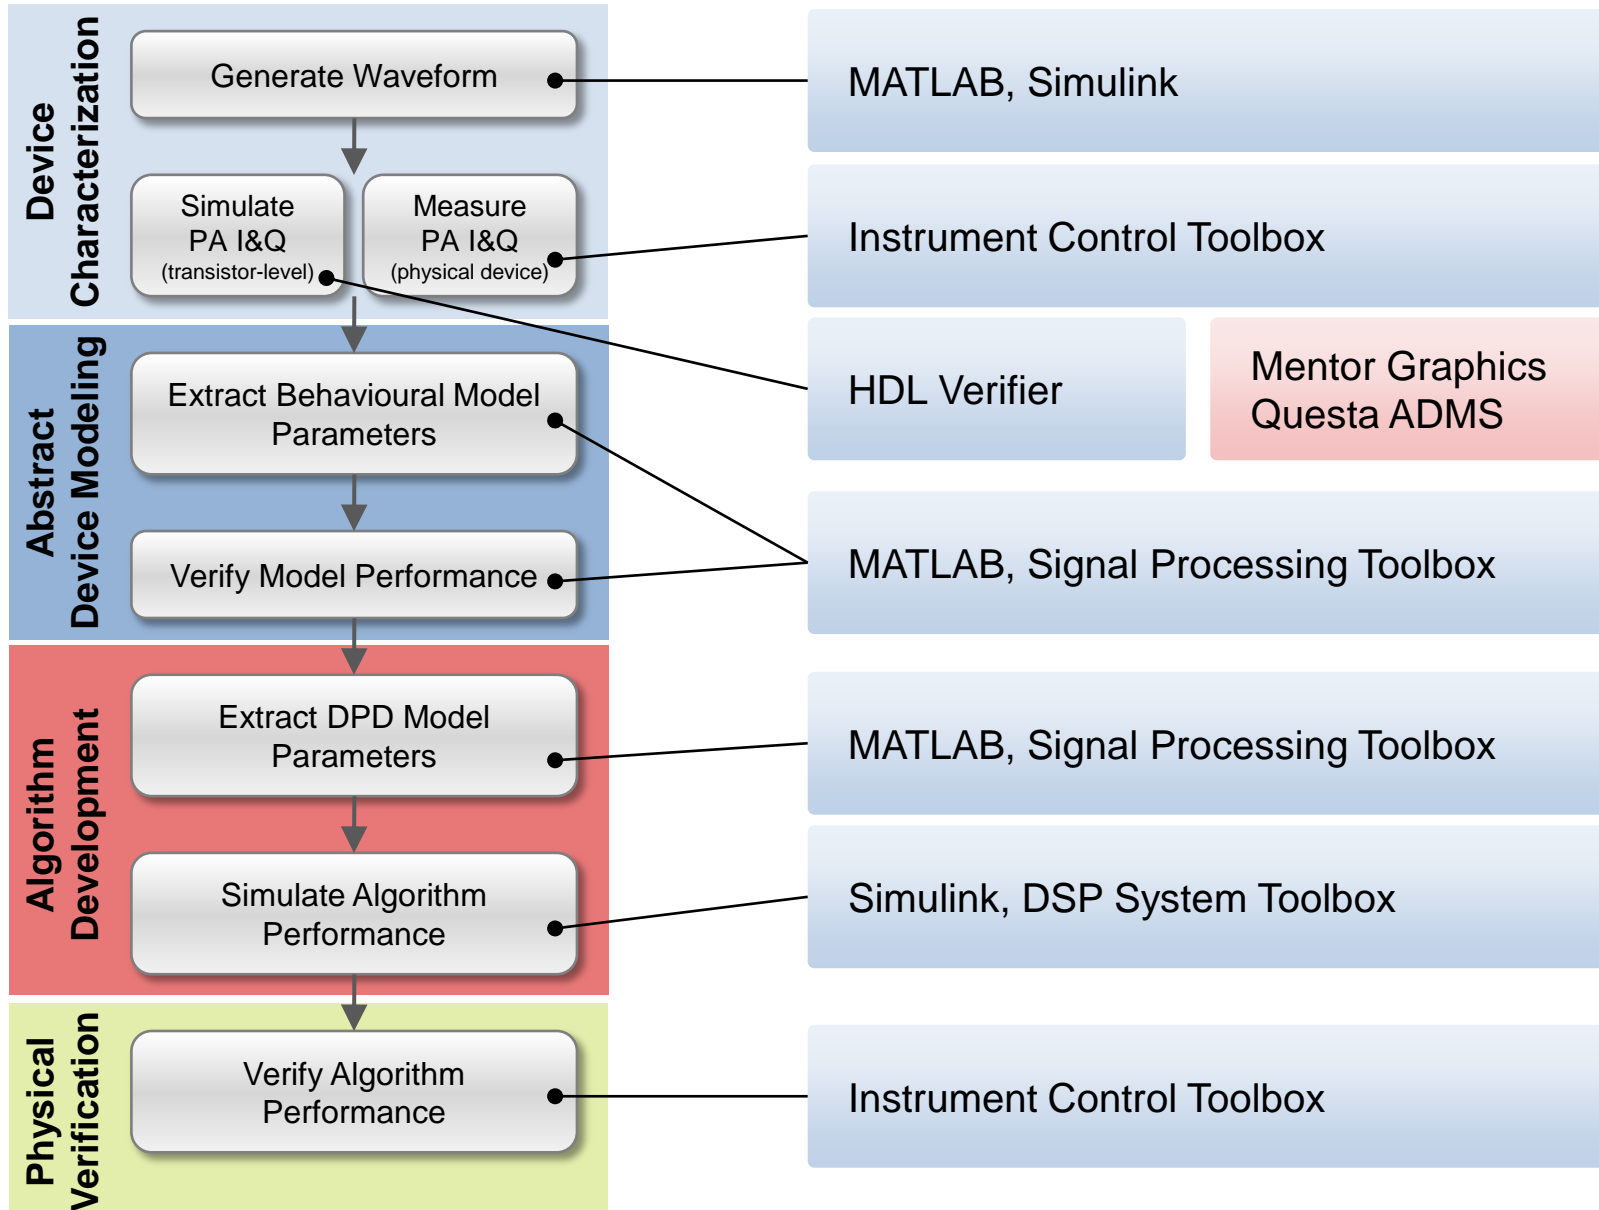 Device
Characterization
Generate Waveform
MATLAB, Simulink
Simulate
PA I&Q
(transistor-level)
Measure
PA I&Q
(physical device)
Instrument Control Toolbox
HDL Verifier
Mentor Graphics
Questa ADMS
Abstract
Device Modeling
Extract Behavioural Model
Parameters
Verify Model Performance
MATLAB, Signal Processing Toolbox
Algorithm
Development
Extract DPD Model
Parameters
MATLAB, Signal Processing Toolbox
Simulate Algorithm
Performance
Simulink, DSP System Toolbox
Physical
Verification
Verify Algorithm
Performance
Instrument Control Toolbox